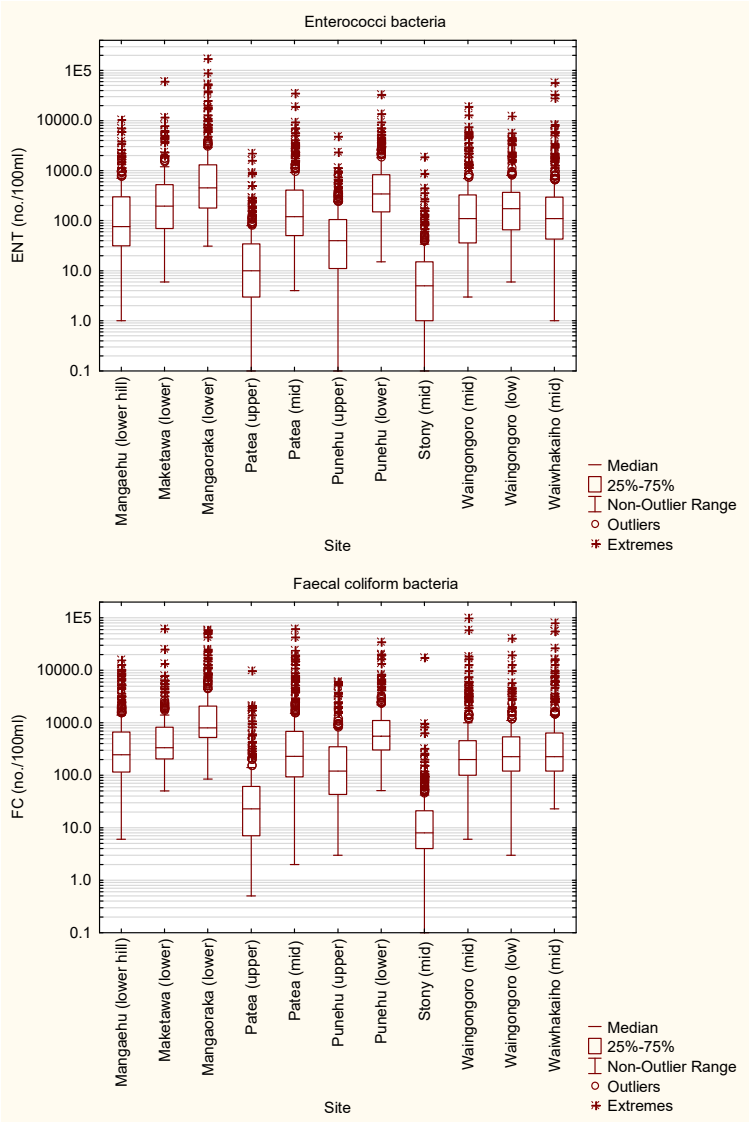 Enterococci bacteria
ENT (no./100ml)
1E5
10000.0
1000.0
100.0
10.0
1.0
0.1
Mangaehu (lower hill)
Maketawa (lower)
Mangaoraka (lower)
Patea (upper)
Patea (mid)
Punehu (upper)
Punehu (lower)
Stony (mid)
Waingongoro (mid)
Waingongoro (low)
Waiwhakaiho (mid)
Site
Median
25%-75%
Non-Outlier Range
Outliers
Extremes
Faecal coliform bacteria
FC (no./100ml)
1E5
10000.0
1000.0
100.0
10.0
1.0
0.1
Mangaehu (lower hill)
Maketawa (lower)
Mangaoraka (lower)
Patea (upper)
Patea (mid)
Punehu (upper)
Punehu (lower)
Stony (mid)
Waingongoro (mid)
Waingongoro (low)
Waiwhakaiho (mid)
Site
Median
25%-75%
Non-Outlier Range
Outliers
Extremes